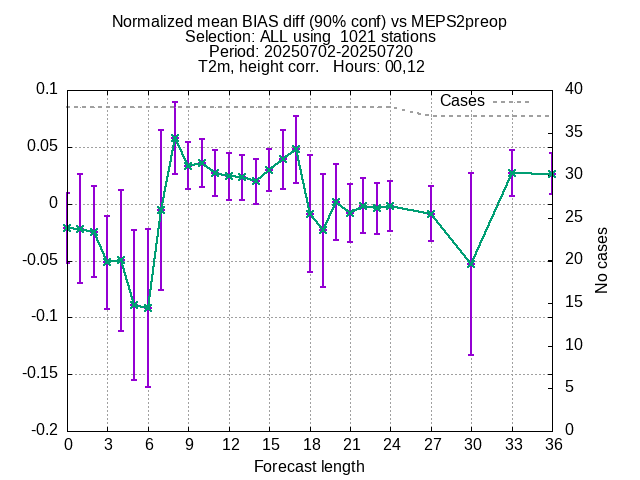 Normalized mean BIAS diff (90% conf) vs MEPS2preop
Selection: ALL using  1021 stations
Period: 20250702-20250720
T2m, height corr.   Hours: 00,12
0.1
0.05
0
-0.05
-0.1
-0.15
-0.2
Cases
40
35
30
25
20
15
10
5
0
No cases
0 3 6 9 12 15 18 21 24 27 30 33 36
Forecast length